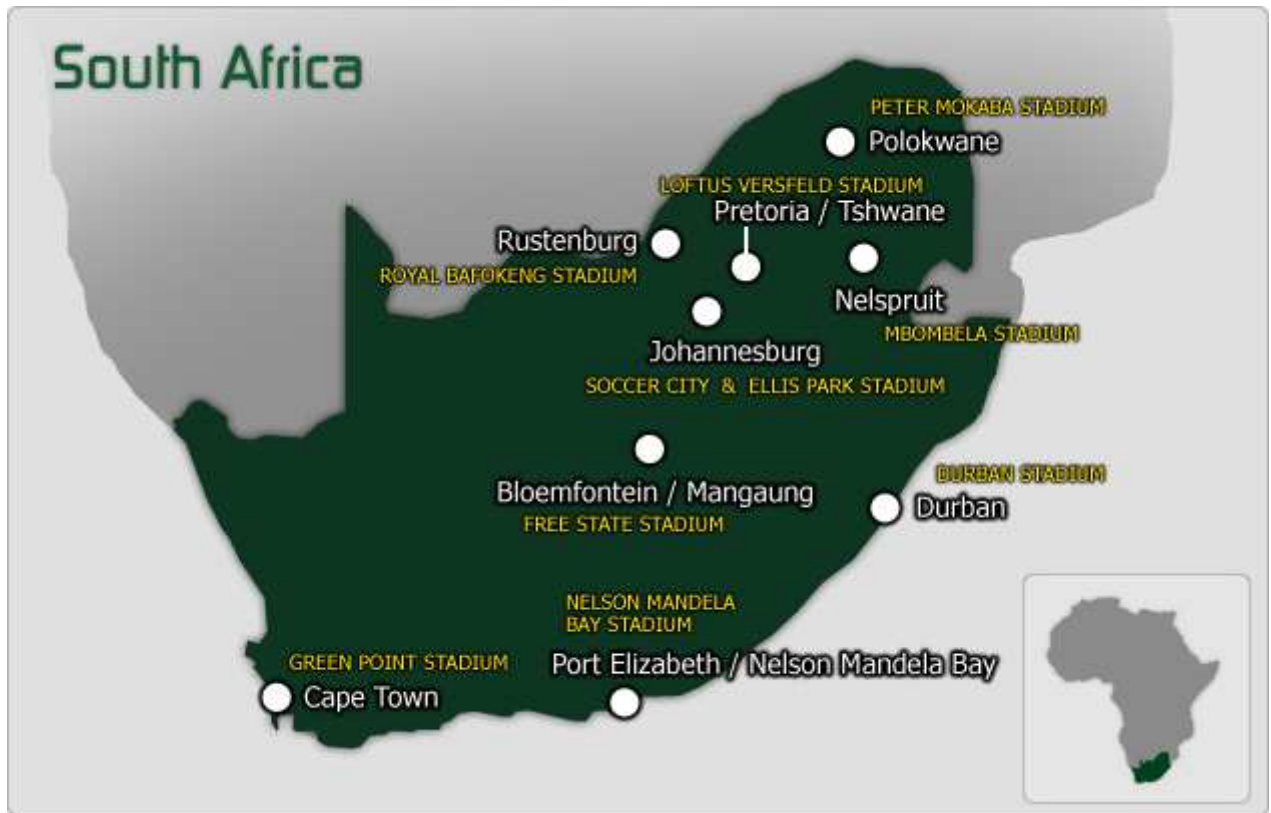 South Africa
PETER MOKABA STADIUM
Polokwane
LOFTUS VERSFELD STADIUM
Pretoria / Tshwane
Rustenburg
ROYAL BAFOKENG STADIUM
Nelspruit
MBOMBELA STADIUM
Johannesburg
SOCCER CITY & ELLIS PARK STADIUM
Bloemfontein / Mangaung
FREE STATE STADIUM
DURBAN STADIUM
Durban
NELSON MANDELA
BAY STADIUM
Port Elizabeth / Nelson Mandela Bay
GREEN POINT STADIUM
Cape Town